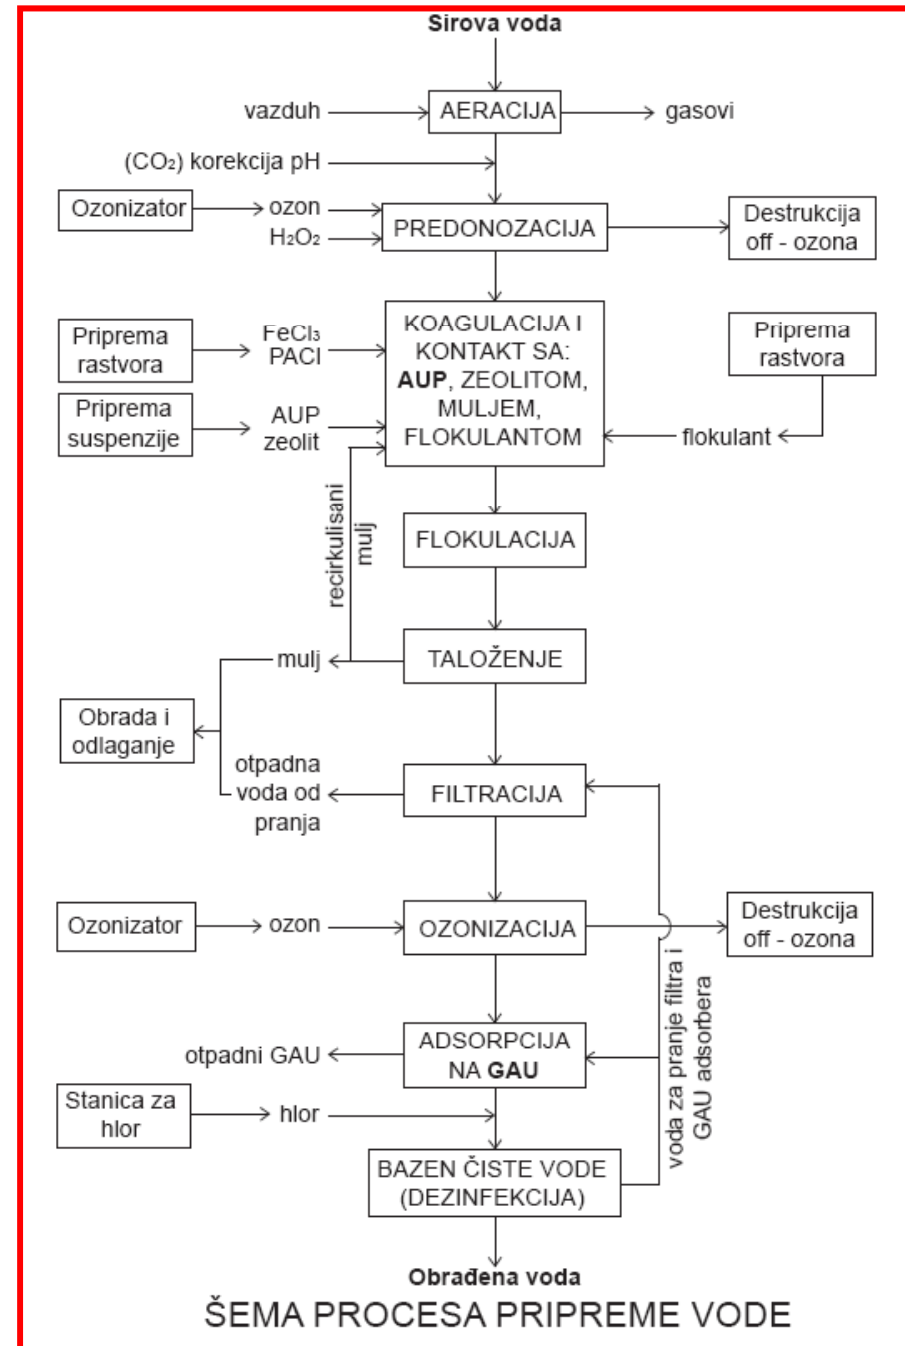 Sirova voda
vazduh
AERACIJA
gasovi
(CO₂) korekcija pH
Ozonizator
ozon
H₂O₂
PREDONOZACIJA
Destrukcija
off - ozona
Priprema
rastvora
FeCl₃
PACl
KOAGULACIJA I
KONTAKT SA:
AUP, ZEOLITOM,
MULJEM,
FLOKULANTOM
Priprema
rastvora
Priprema
suspenzije
AUP
zeolit
flokulant
recirkulisani
mulj
FLOKULACIJA
mulj
TALOŽENJE
Obrada i
odlaganje
otpadna
voda od
pranja
FILTRACIJA
Ozonizator
ozon
OZONIZACIJA
Destrukcija
off - ozona
voda za pranje filtra i
GAU adsorbera
otpadni GAU
ADSORPCIJA
NA GAU
Stanica za
hlor
hlor
BAZEN ČISTE VODE
(DEZINFEKCIJA)
Obrađena voda
ŠEMA PROCESA PRIPREME VODE